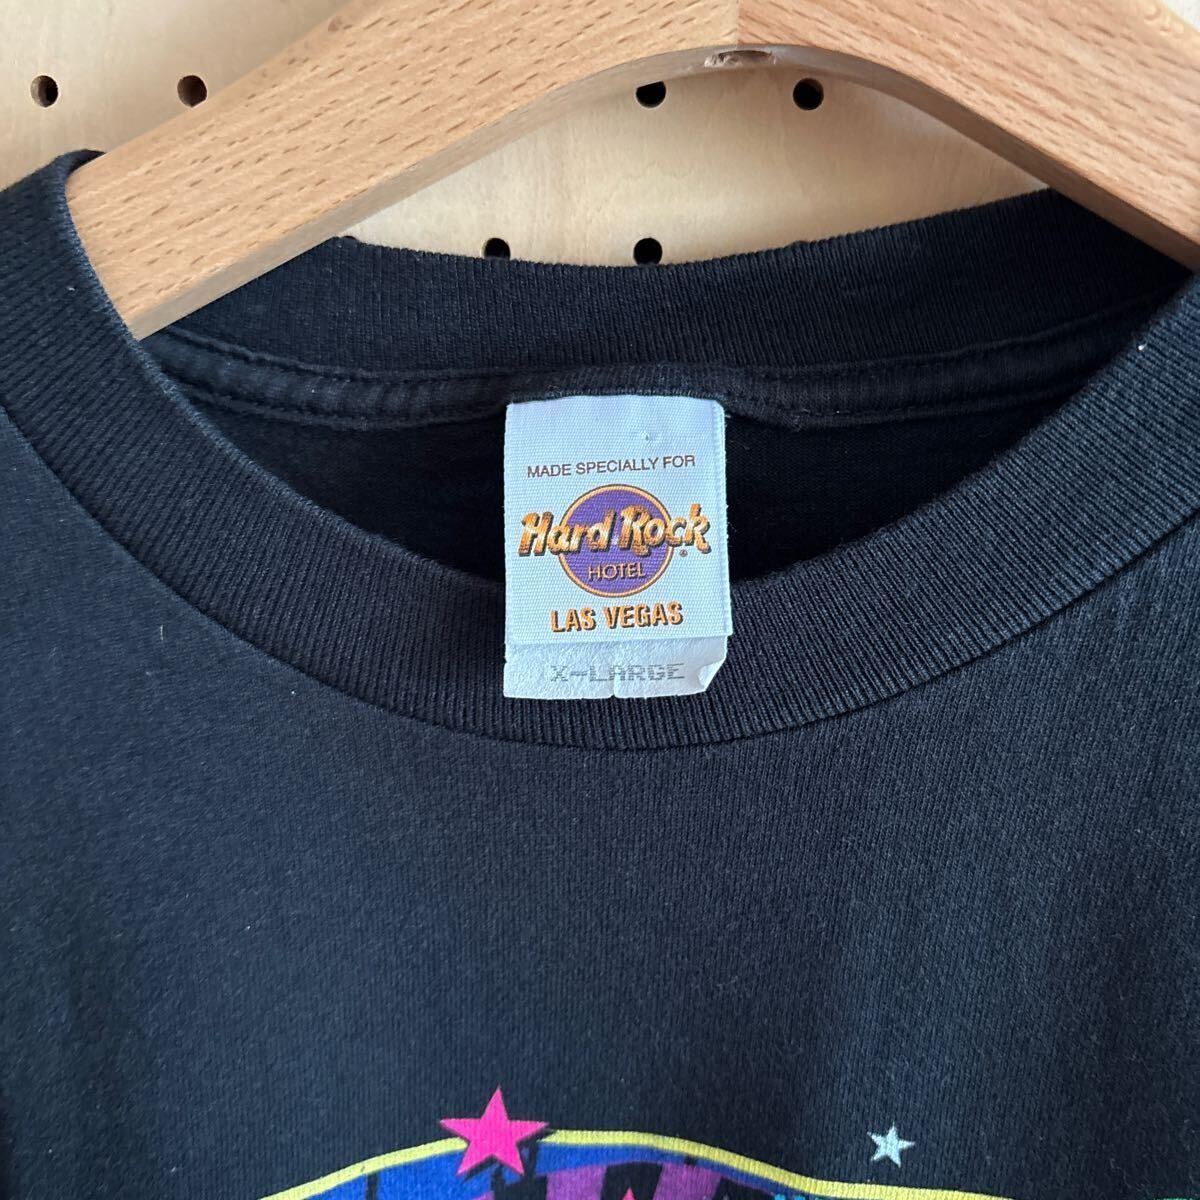 MADE SPECIALLY FOR
Hard Rock
HOTEL
LAS VEGAS
X-LARGE